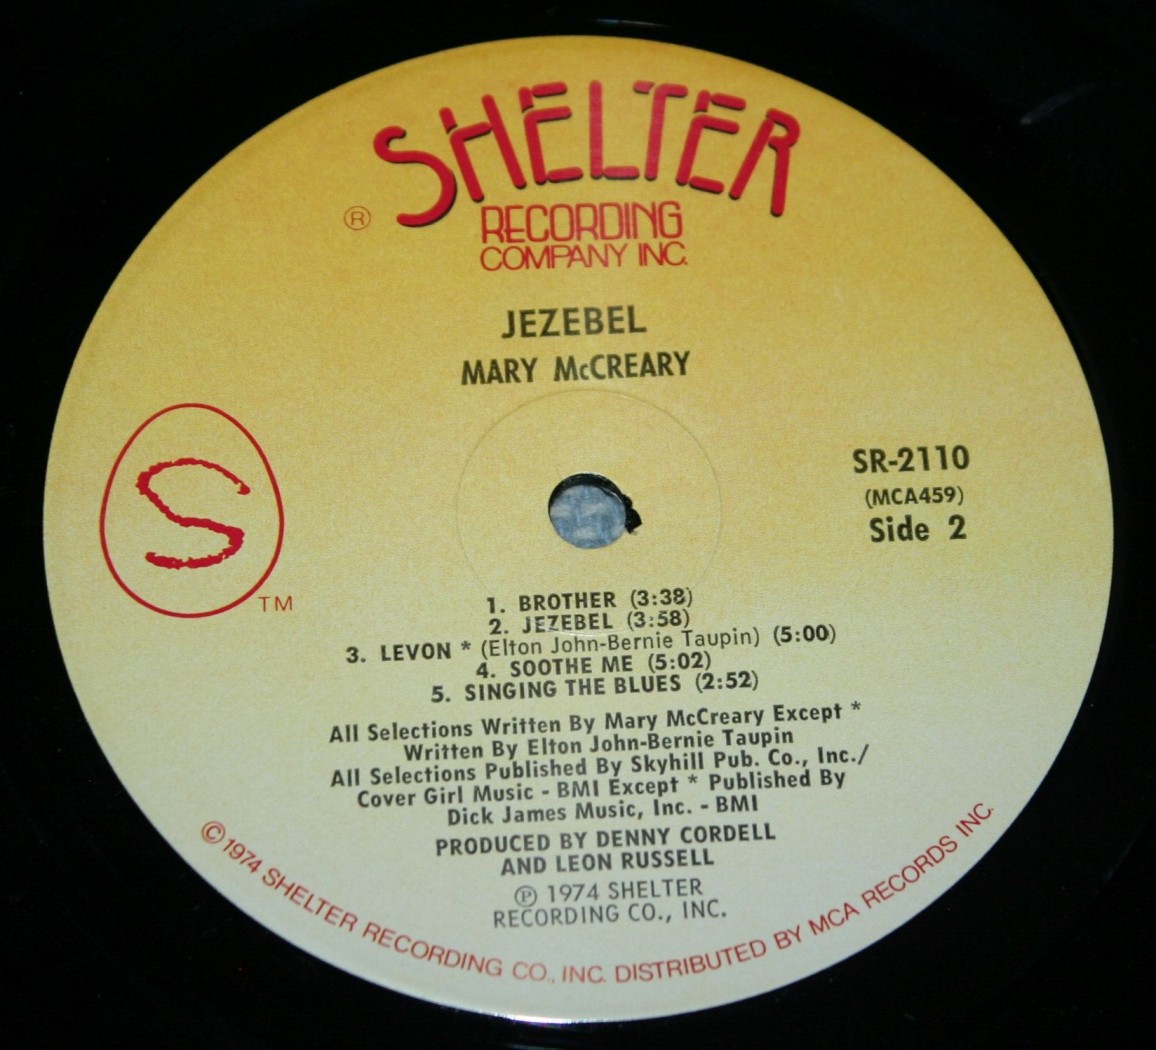 SHELTER
®
RECORDING
COMPANY INC.
JEZEBEL
MARY McCREARY
S
TM
SR-2110
(MCA459)
Side 2
1. BROTHER (3:38)
2. JEZEBEL (3:58)
3. LEVON * (Elton John-Bernie Taupin) (5:00)
4. SOOTHE ME (5:02)
5. SINGING THE BLUES (2:52)
All Selections Written By Mary McCreary Except *
Written By Elton John-Bernie Taupin
All Selections Published By Skyhill Pub. Co., Inc./
Cover Girl Music - BMI Except * Published By
Dick James Music, Inc. - BMI
PRODUCED BY DENNY CORDELL
AND LEON RUSSELL
℗ 1974 SHELTER
RECORDING CO., INC.
©1974 SHELTER RECORDING CO., INC. DISTRIBUTED BY MCA RECORDS INC.